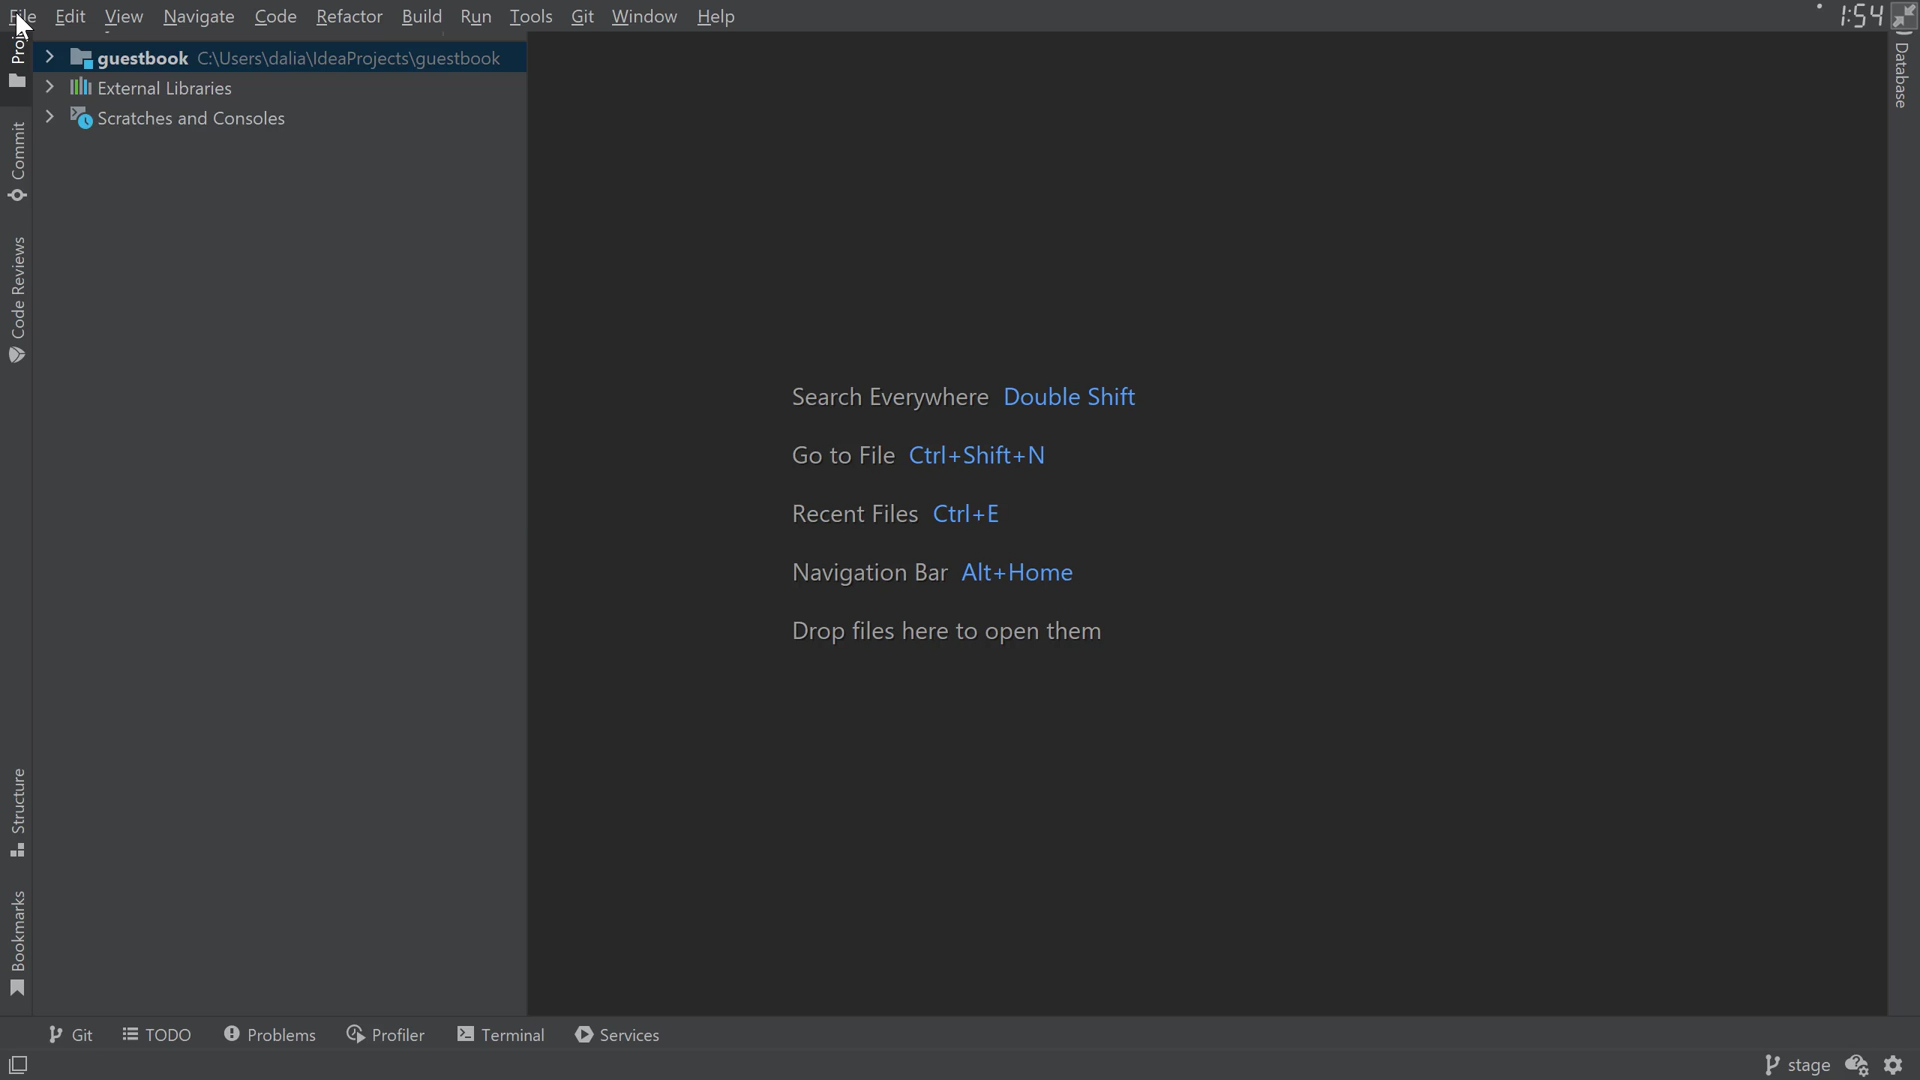 File Edit View Navigate Code Refactor Build Run Tools Git Window Help 1:54
guestbook C:\Users\dalia\IdeaProjects\guestbook
External Libraries
Scratches and Consoles
Commit
Code Reviews
Structure
Bookmarks
Search Everywhere Double Shift
Go to File Ctrl+Shift+N
Recent Files Ctrl+E
Navigation Bar Alt+Home
Drop files here to open them
Database
Git TODO Problems Profiler Terminal Services
stage